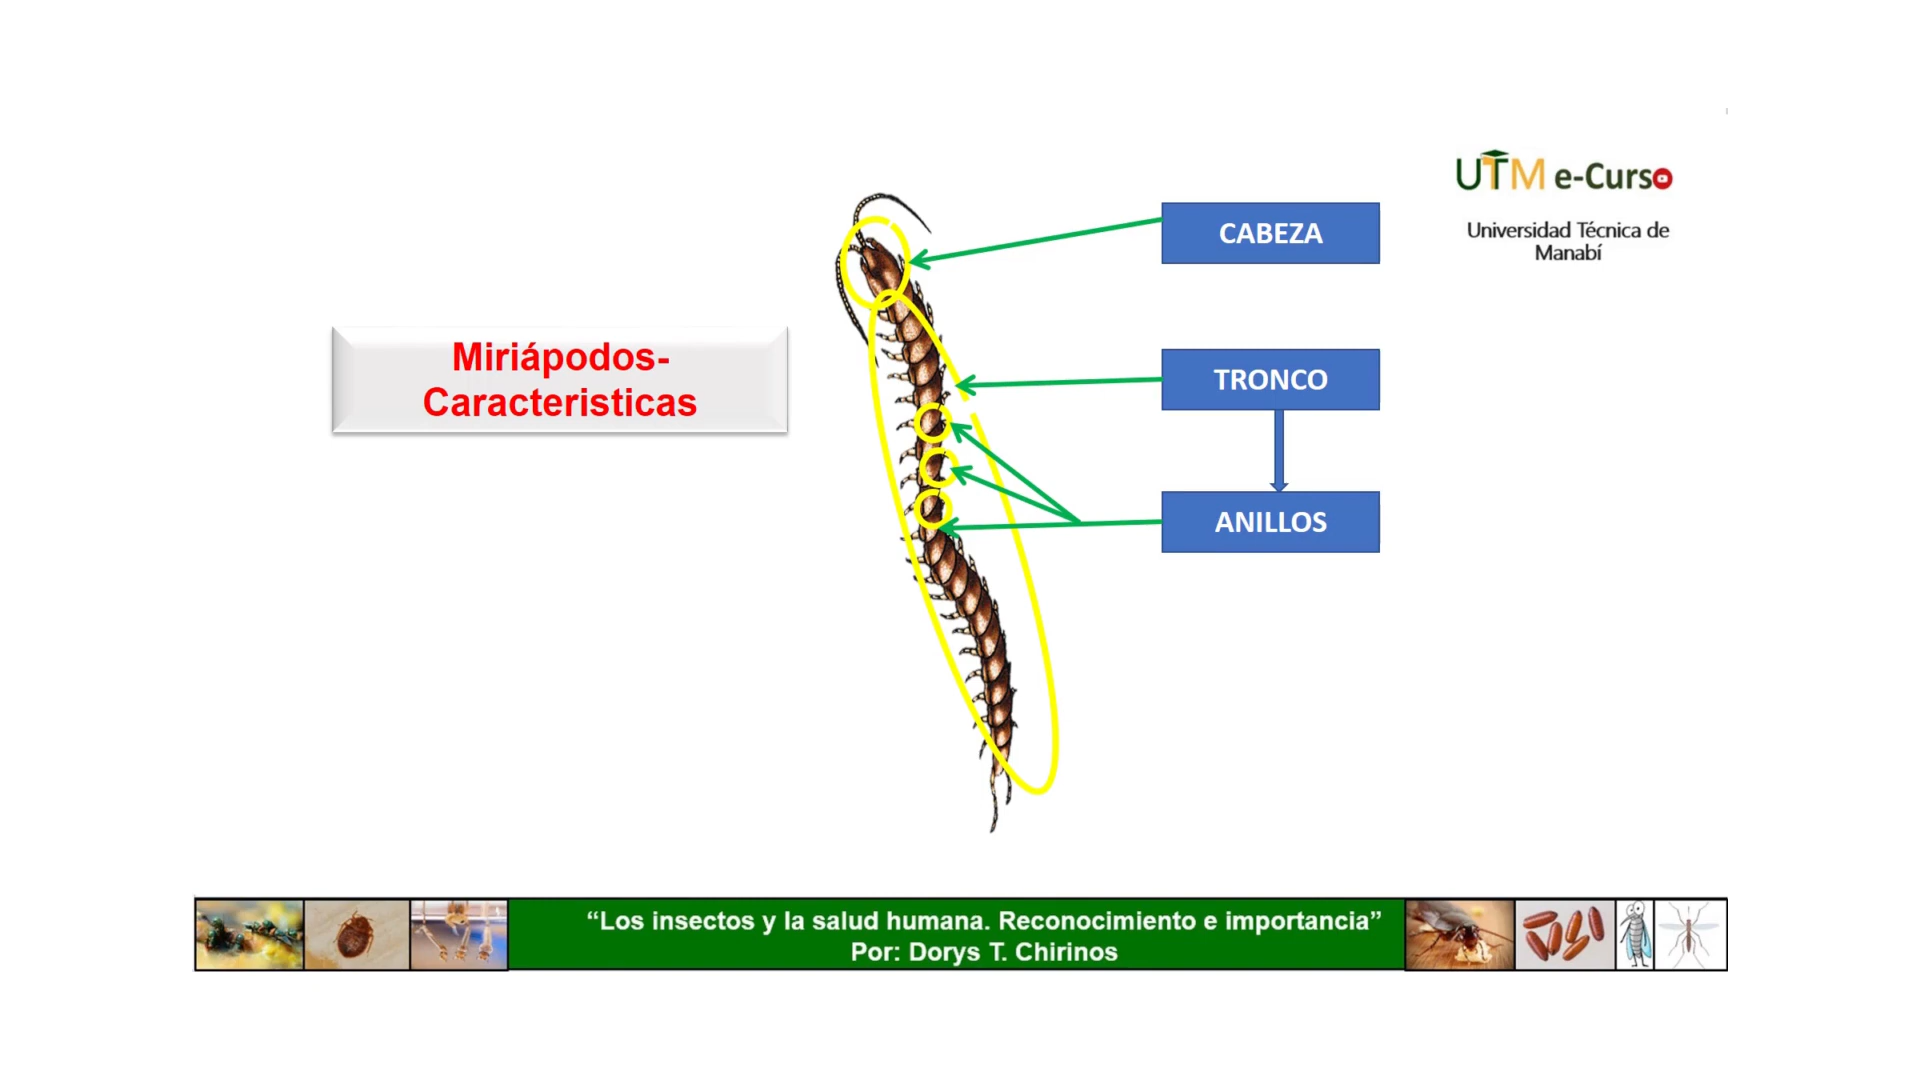 UTM e-Curso
Universidad Técnica de
Manabí
CABEZA
Miriápodos-
Caracteristicas
TRONCO
ANILLOS
“Los insectos y la salud humana. Reconocimiento e importancia”
Por: Dorys T. Chirinos